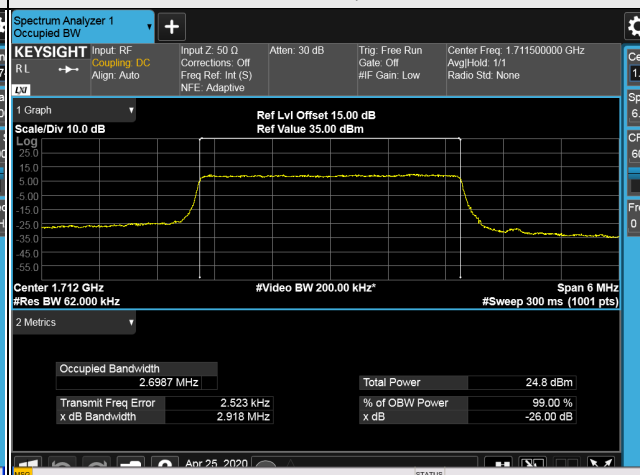 Spectrum Analyzer 1
Occupied BW
+
KEYSIGHT Input: RF Input Z: 50 Ω Atten: 30 dB Trig: Free Run Center Freq: 1.711500000 GHz
RL Coupling: DC Corrections: Off Gate: Off Avg|Hold: 1/1
Align: Auto Freq Ref: Int (S) #IF Gain: Low Radio Std: None
LXI NFE: Adaptive
1 Graph
Ref Lvl Offset 15.00 dB
Scale/Div 10.0 dB Ref Value 35.00 dBm
Log
25.0
15.0
5.00
-5.00
-15.0
-25.0
-35.0
-45.0
-55.0
Center 1.712 GHz #Video BW 200.00 kHz* Span 6 MHz
#Res BW 62.000 kHz #Sweep 300 ms (1001 pts)
2 Metrics
Occupied Bandwidth
2.6987 MHz Total Power 24.8 dBm
Transmit Freq Error 2.523 kHz % of OBW Power 99.00 %
x dB Bandwidth 2.918 MHz x dB -26.00 dB
Apr 25, 2020
MSG STATUS